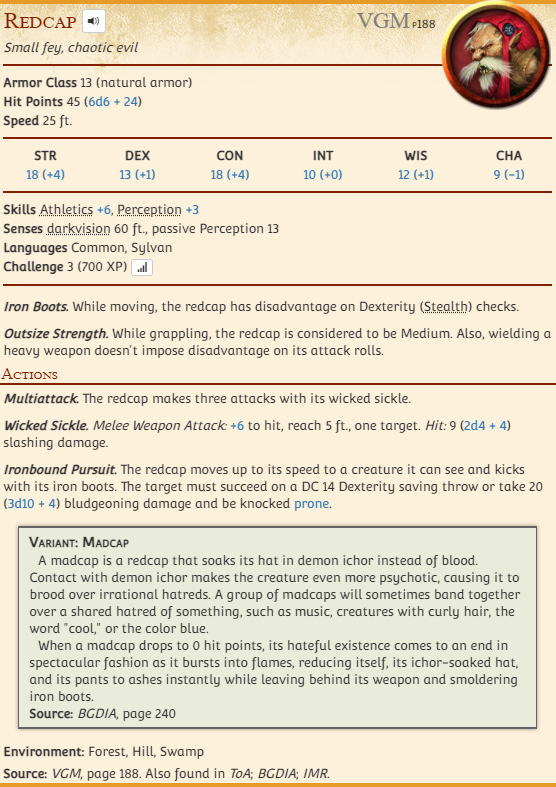 Redcap VGM p188
Small fey, chaotic evil
Armor Class 13 (natural armor)
Hit Points 45 (6d6 + 24)
Speed 25 ft.
STR DEX CON INT WIS CHA
18 (+4) 13 (+1) 18 (+4) 10 (+0) 12 (+1) 9 (−1)
Skills Athletics +6, Perception +3
Senses darkvision 60 ft., passive Perception 13
Languages Common, Sylvan
Challenge 3 (700 XP)
Iron Boots. While moving, the redcap has disadvantage on Dexterity (Stealth) checks.
Outsize Strength. While grappling, the redcap is considered to be Medium. Also, wielding a
heavy weapon doesn't impose disadvantage on its attack rolls.
Actions
Multiattack. The redcap makes three attacks with its wicked sickle.
Wicked Sickle. Melee Weapon Attack: +6 to hit, reach 5 ft., one target. Hit: 9 (2d4 + 4)
slashing damage.
Ironbound Pursuit. The redcap moves up to its speed to a creature it can see and kicks
with its iron boots. The target must succeed on a DC 14 Dexterity saving throw or take 20
(3d10 + 4) bludgeoning damage and be knocked prone.
Variant: Madcap
A madcap is a redcap that soaks its hat in demon ichor instead of blood.
Contact with demon ichor makes the creature even more psychotic, causing it to
brood over irrational hatreds. A group of madcaps will sometimes band together
over a shared hatred of something, such as music, creatures with curly hair, the
word "cool," or the color blue.
When a madcap drops to 0 hit points, its hateful existence comes to an end in
spectacular fashion as it bursts into flames, reducing itself, its ichor-soaked hat,
and its pants to ashes instantly while leaving behind its weapon and smoldering
iron boots.
Source: BGDIA, page 240
Environment: Forest, Hill, Swamp
Source: VGM, page 188. Also found in ToA; BGDIA; IMR.